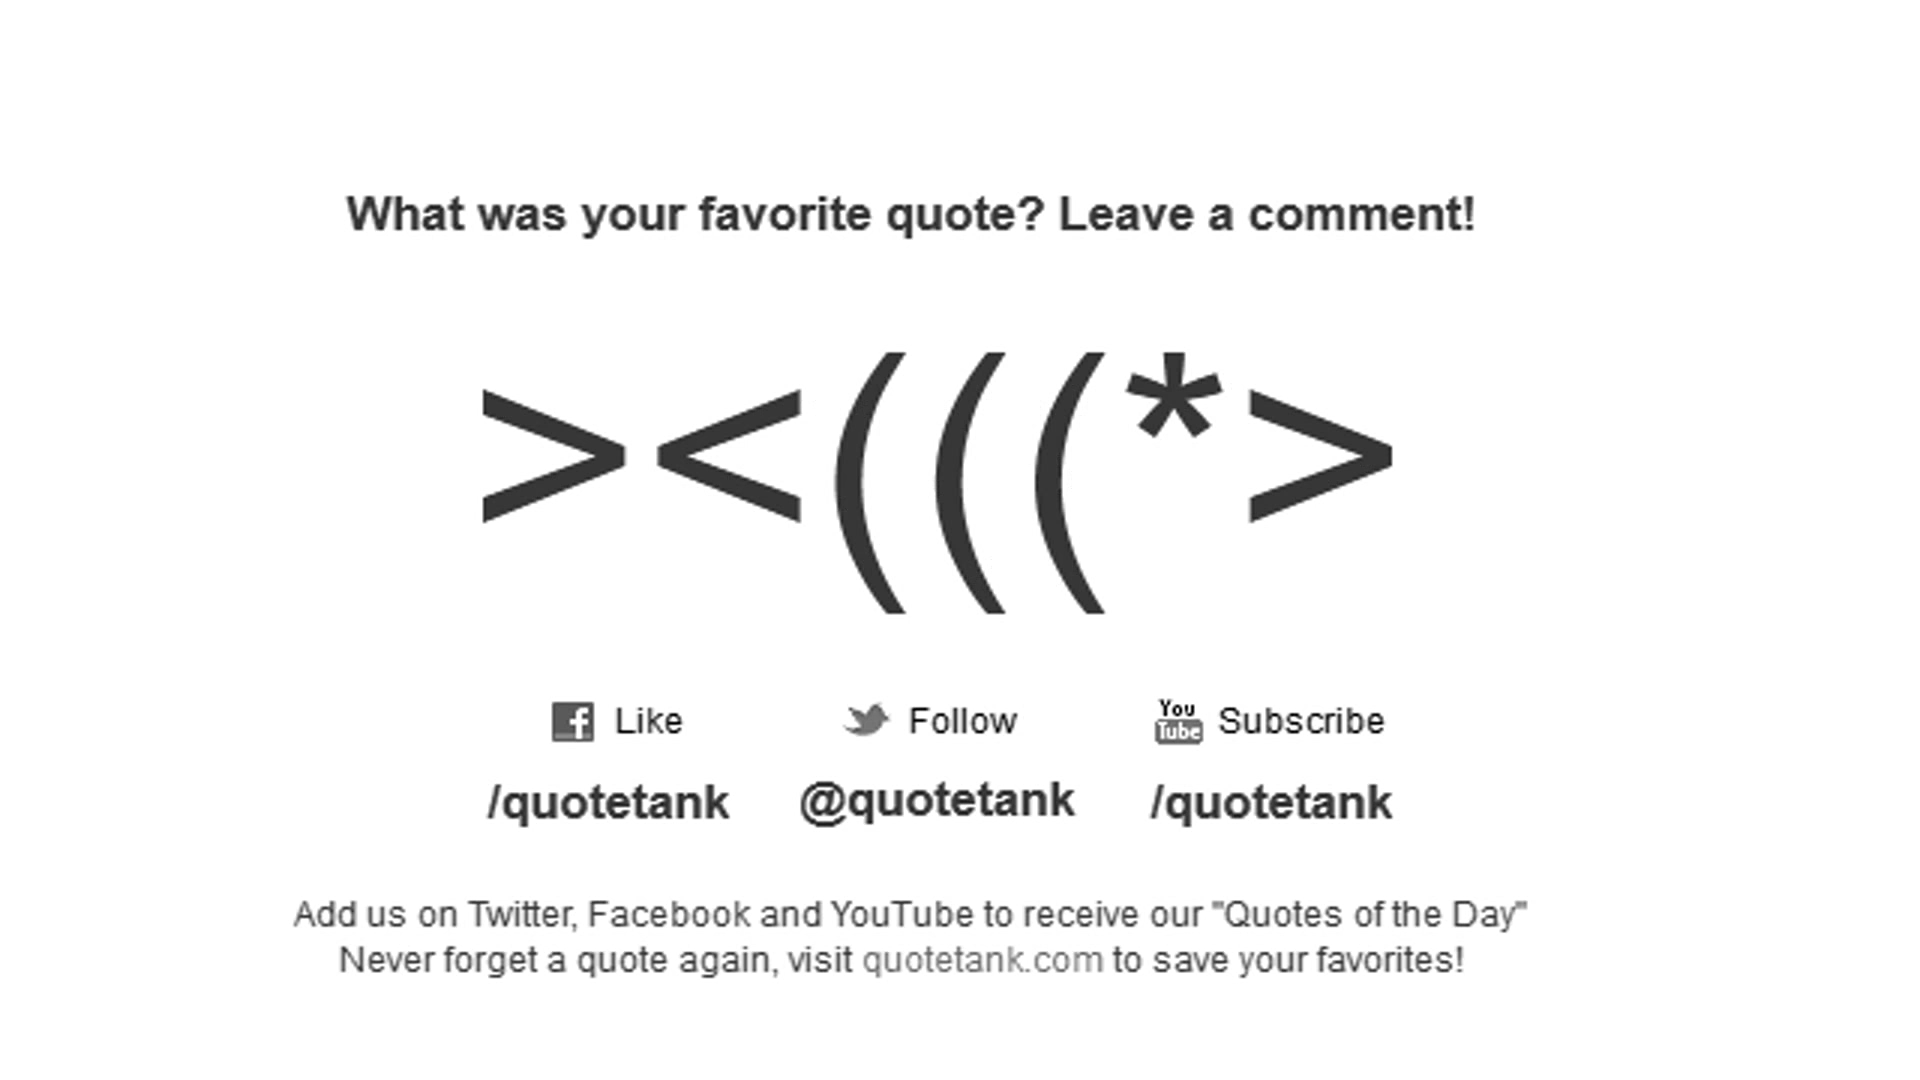 What was your favorite quote? Leave a comment!
><(((*>
f Like Follow You Tube Subscribe
/quotetank @quotetank /quotetank
Add us on Twitter, Facebook and YouTube to receive our "Quotes of the Day"
Never forget a quote again, visit quotetank.com to save your favorites!